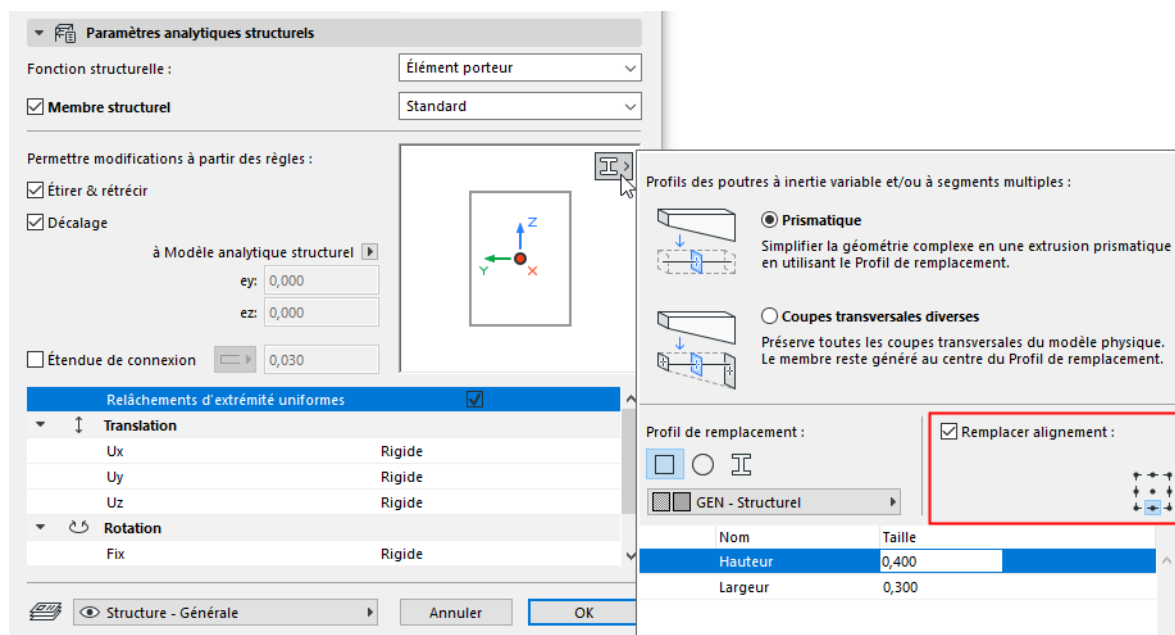 Paramètres analytiques structurels
Fonction structurelle :
Élément porteur
Membre structurel
Standard
Permettre modifications à partir des règles :
Étirer & rétrécir
Décalage
à Modèle analytique structurel
ey: 0,000
ez: 0,000
Étendue de connexion
0,030
Z
Y
X
Relâchements d'extrémité uniformes
Translation
Ux Rigide
Uy Rigide
Uz Rigide
Rotation
Fix Rigide
Structure - Générale
Annuler
OK
Profils des poutres à inertie variable et/ou à segments multiples :
Prismatique
Simplifier la géométrie complexe en une extrusion prismatique
en utilisant le Profil de remplacement.
Coupes transversales diverses
Préserve toutes les coupes transversales du modèle physique.
Le membre reste généré au centre du Profil de remplacement.
Profil de remplacement :
Remplacer alignement :
GEN - Structurel
Nom Taille
Hauteur 0,400
Largeur 0,300